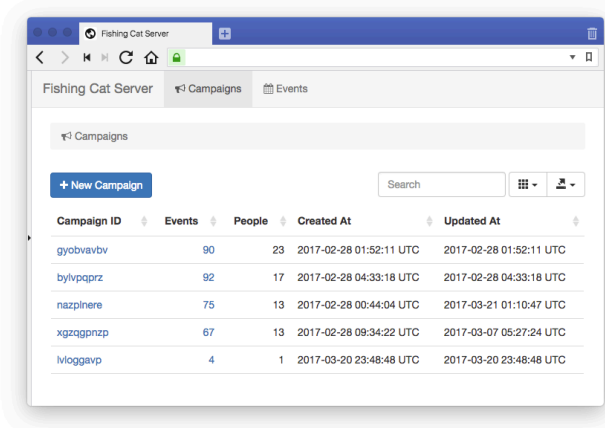 Fishing Cat Server
Fishing Cat Server Campaigns Events
Campaigns
New Campaign Search
Campaign ID Events People Created At Updated At
gyobvavbv 90 23 2017-02-28 01:52:11 UTC 2017-02-28 01:52:11 UTC
bylvpqprz 92 17 2017-02-28 04:33:18 UTC 2017-02-28 04:33:18 UTC
nazplnere 75 13 2017-02-28 00:44:04 UTC 2017-03-21 01:10:47 UTC
xgzqgpnzp 67 13 2017-02-28 09:34:22 UTC 2017-03-07 05:27:24 UTC
lvloggavp 4 1 2017-03-20 23:48:48 UTC 2017-03-20 23:48:48 UTC